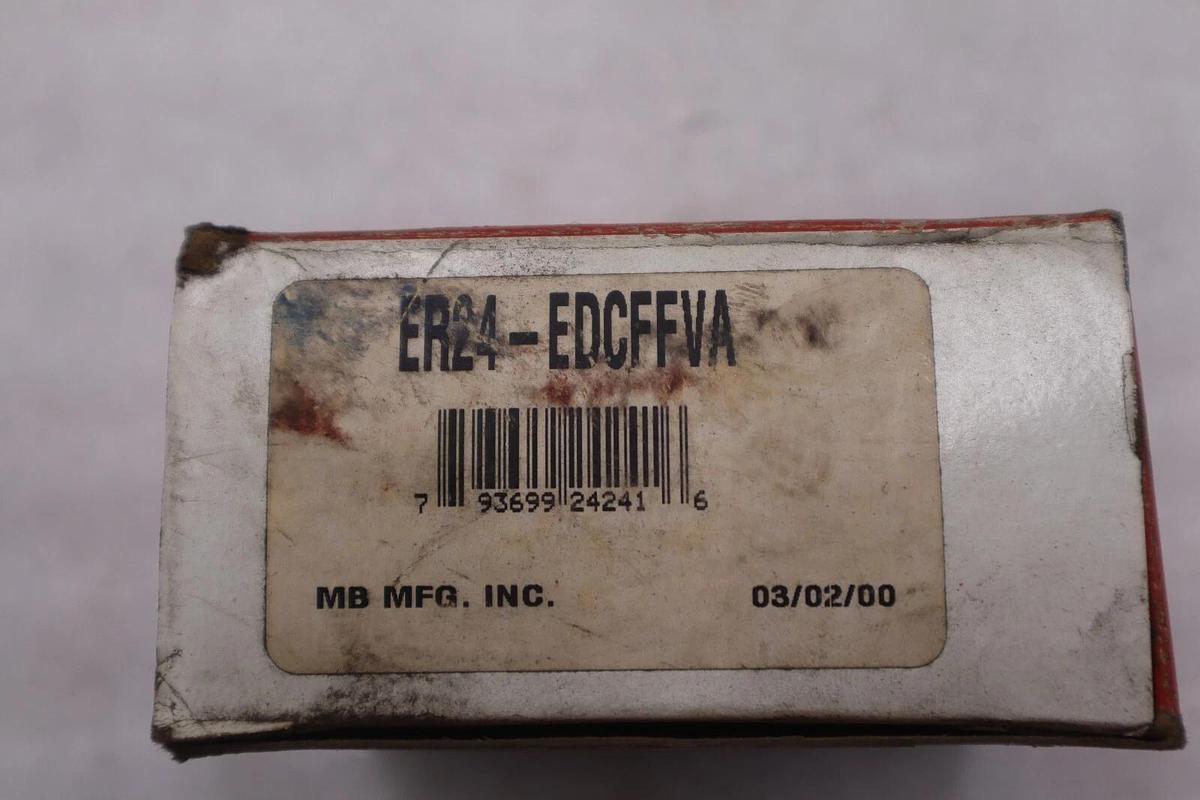 ER24-EDCFFVA
7 93699 24241 6
MB MFG. INC. 03/02/00